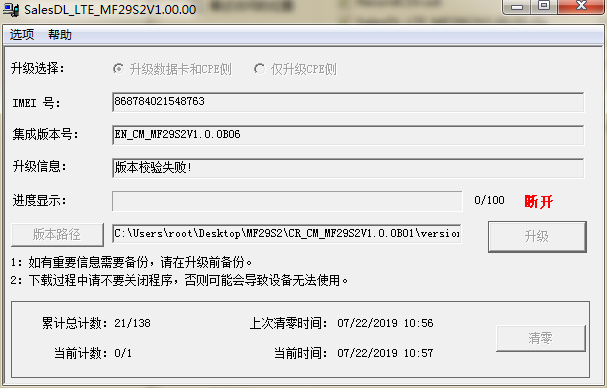 SalesDL_LTE_MF29S2V1.00.00
选项 帮助
升级选择： 升级数据卡和CPE侧 仅升级CPE侧
IMEI 号： 868784021548763
集成版本号： EN_CM_MF29S2V1.0.0B06
升级信息： 版本校验失败!
进度显示： 0/100 断开
版本路径 C:\Users\root\Desktop\MF29S2\CR_CM_MF29S2V1.0.0B01\version 升级
1：如有重要信息需要备份，请在升级前备份。
2：下载过程中请不要关闭程序，否则可能会导致设备无法使用。
累计总计数：21/138 上次清零时间： 07/22/2019 10:56
当前计数：0/1 当前时间： 07/22/2019 10:57
清零